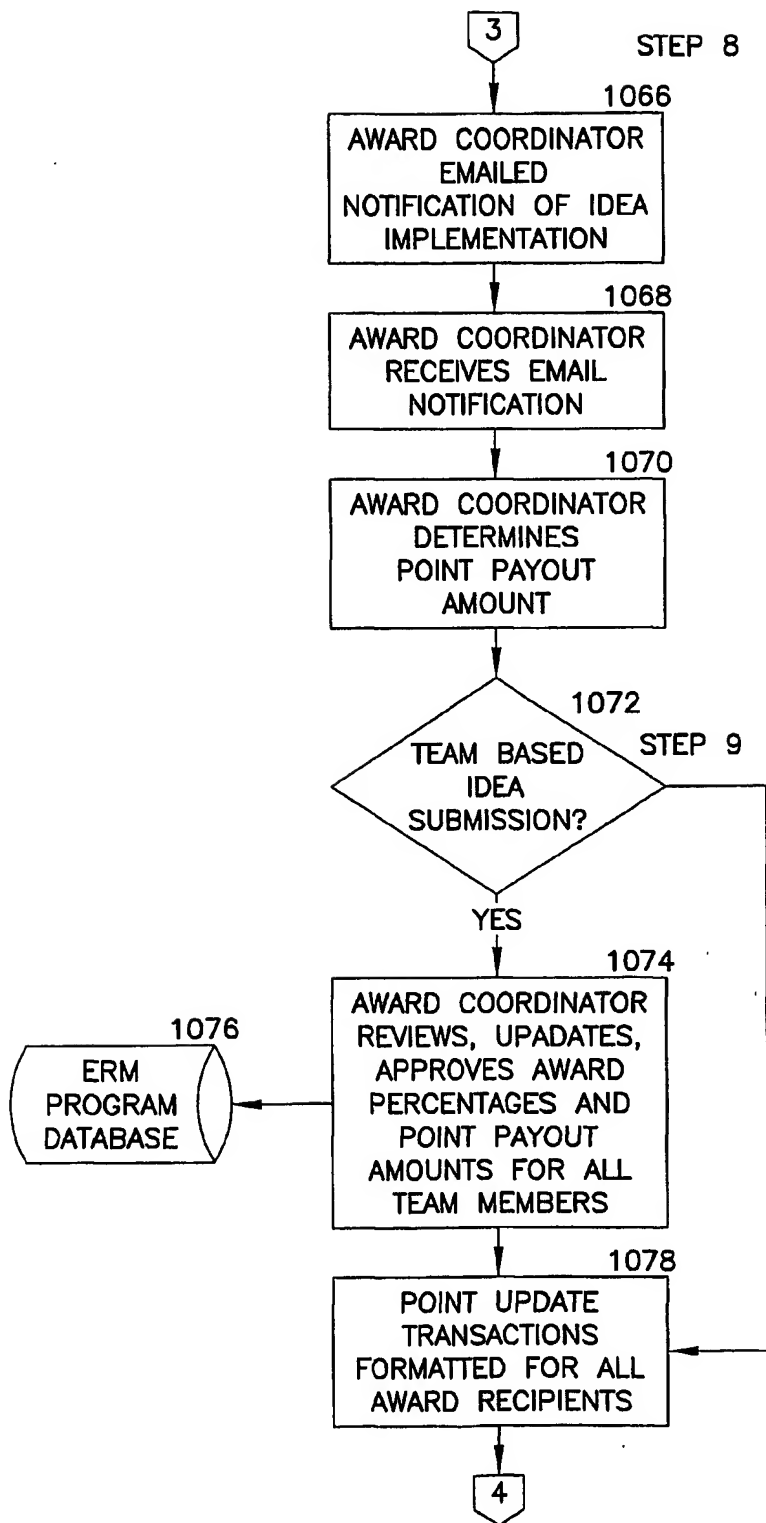 3
STEP 8
1066
AWARD COORDINATOR
EMAILED
NOTIFICATION OF IDEA
IMPLEMENTATION
1068
AWARD COORDINATOR
RECEIVES EMAIL
NOTIFICATION
1070
AWARD COORDINATOR
DETERMINES
POINT PAYOUT
AMOUNT
1072
STEP 9
TEAM BASED
IDEA
SUBMISSION?
YES
1074
AWARD COORDINATOR
REVIEWS, UPADATES,
APPROVES AWARD
PERCENTAGES AND
POINT PAYOUT
AMOUNTS FOR ALL
TEAM MEMBERS
1076
ERM
PROGRAM
DATABASE
1078
POINT UPDATE
TRANSACTIONS
FORMATTED FOR ALL
AWARD RECIPIENTS
4